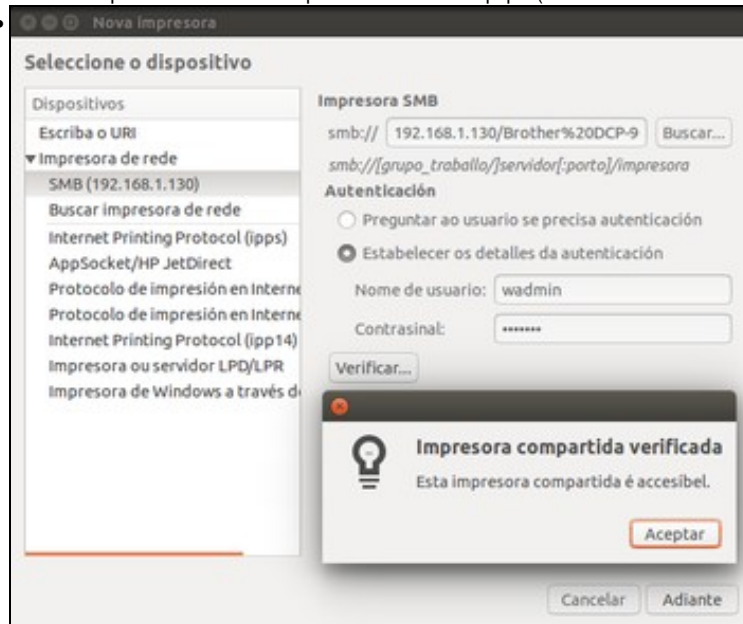 Nova impresora
Seleccione o dispositivo
Dispositivos
Escriba o URI
Impresora de rede
SMB (192.168.1.130)
Buscar impresora de rede
Internet Printing Protocol (ipps)
AppSocket/HP JetDirect
Protocolo de impresión en Interne
Protocolo de impresión en Interne
Internet Printing Protocol (ipp14)
Impresora ou servidor LPD/LPR
Impresora de Windows a través d
Impresora SMB
smb:// 192.168.1.130/Brother%20DCP-9 Buscar...
smb://[grupo_traballo/]servidor[:porto]/impresora
Autenticación
Preguntar ao usuario se precisa autenticación
Estabelecer os detalles da autenticació
Nome de usuario: wadmin
Contrasinal: •••••••
Verificar...
Impresora compartida verificada
Esta impresora compartida é accesíbel.
Aceptar
Cancelar Adiante